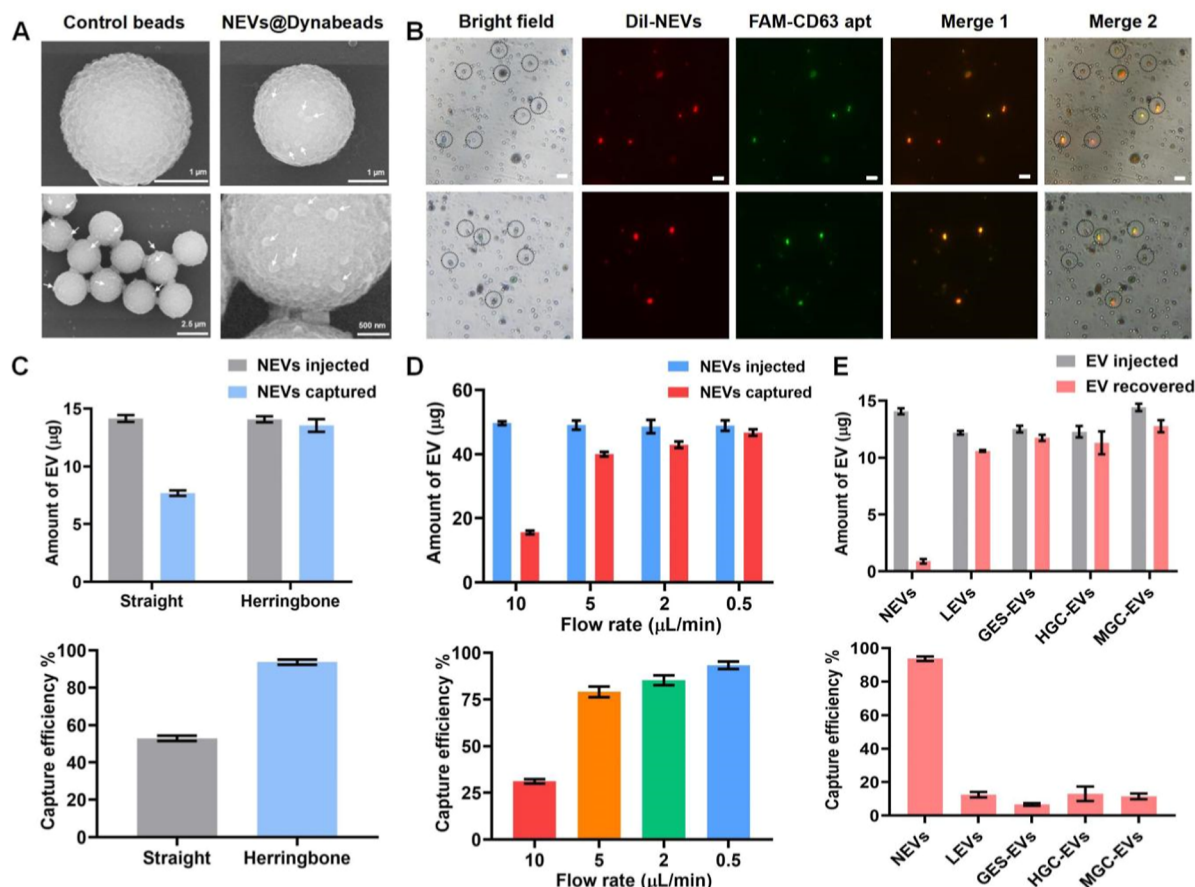 A
Control beads
NEVs@Dynabeads
1 µm
1 µm
2.5 µm
500 nm
B
Bright field
DiI-NEVs
FAM-CD63 apt
Merge 1
Merge 2
C
NEVs injected
NEVs captured
Amount of EV (µg)
15
10
5
0
Straight
Herringbone
Capture efficiency %
100
80
60
40
20
0
Straight
Herringbone
D
NEVs injected
NEVs captured
Amount of EV (µg)
60
40
20
0
10
5
2
0.5
Flow rate (µL/min)
Capture efficiency %
100
75
50
25
0
10
5
2
0.5
Flow rate (µL/min)
E
EV injected
EV recovered
Amount of EV (µg)
15
10
5
0
NEVs
LEVs
GES-EVs
HGC-EVs
MGC-EVs
Capture efficiency %
100
80
60
40
20
0
NEVs
LEVs
GES-EVs
HGC-EVs
MGC-EVs